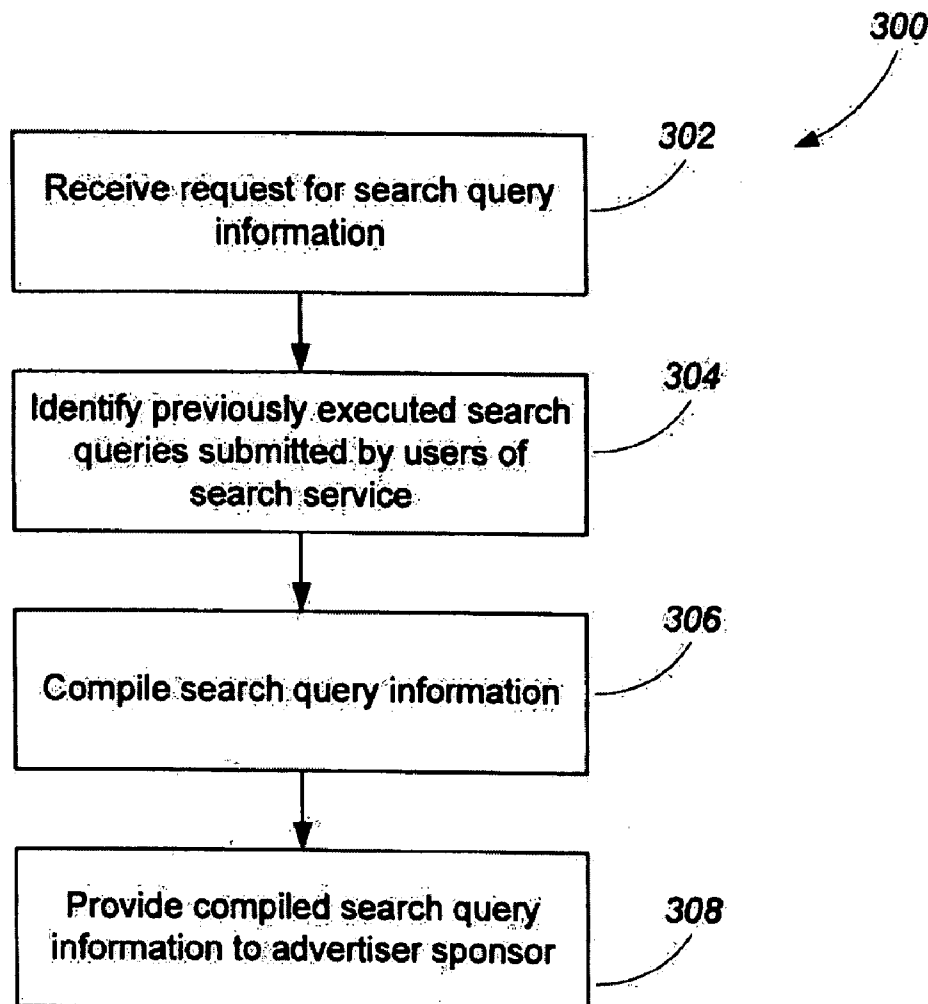 300
302
Receive request for search query
information
304
Identify previously executed search
queries submitted by users of
search service
306
Compile search query information
308
Provide compiled search query
information to advertiser sponsor